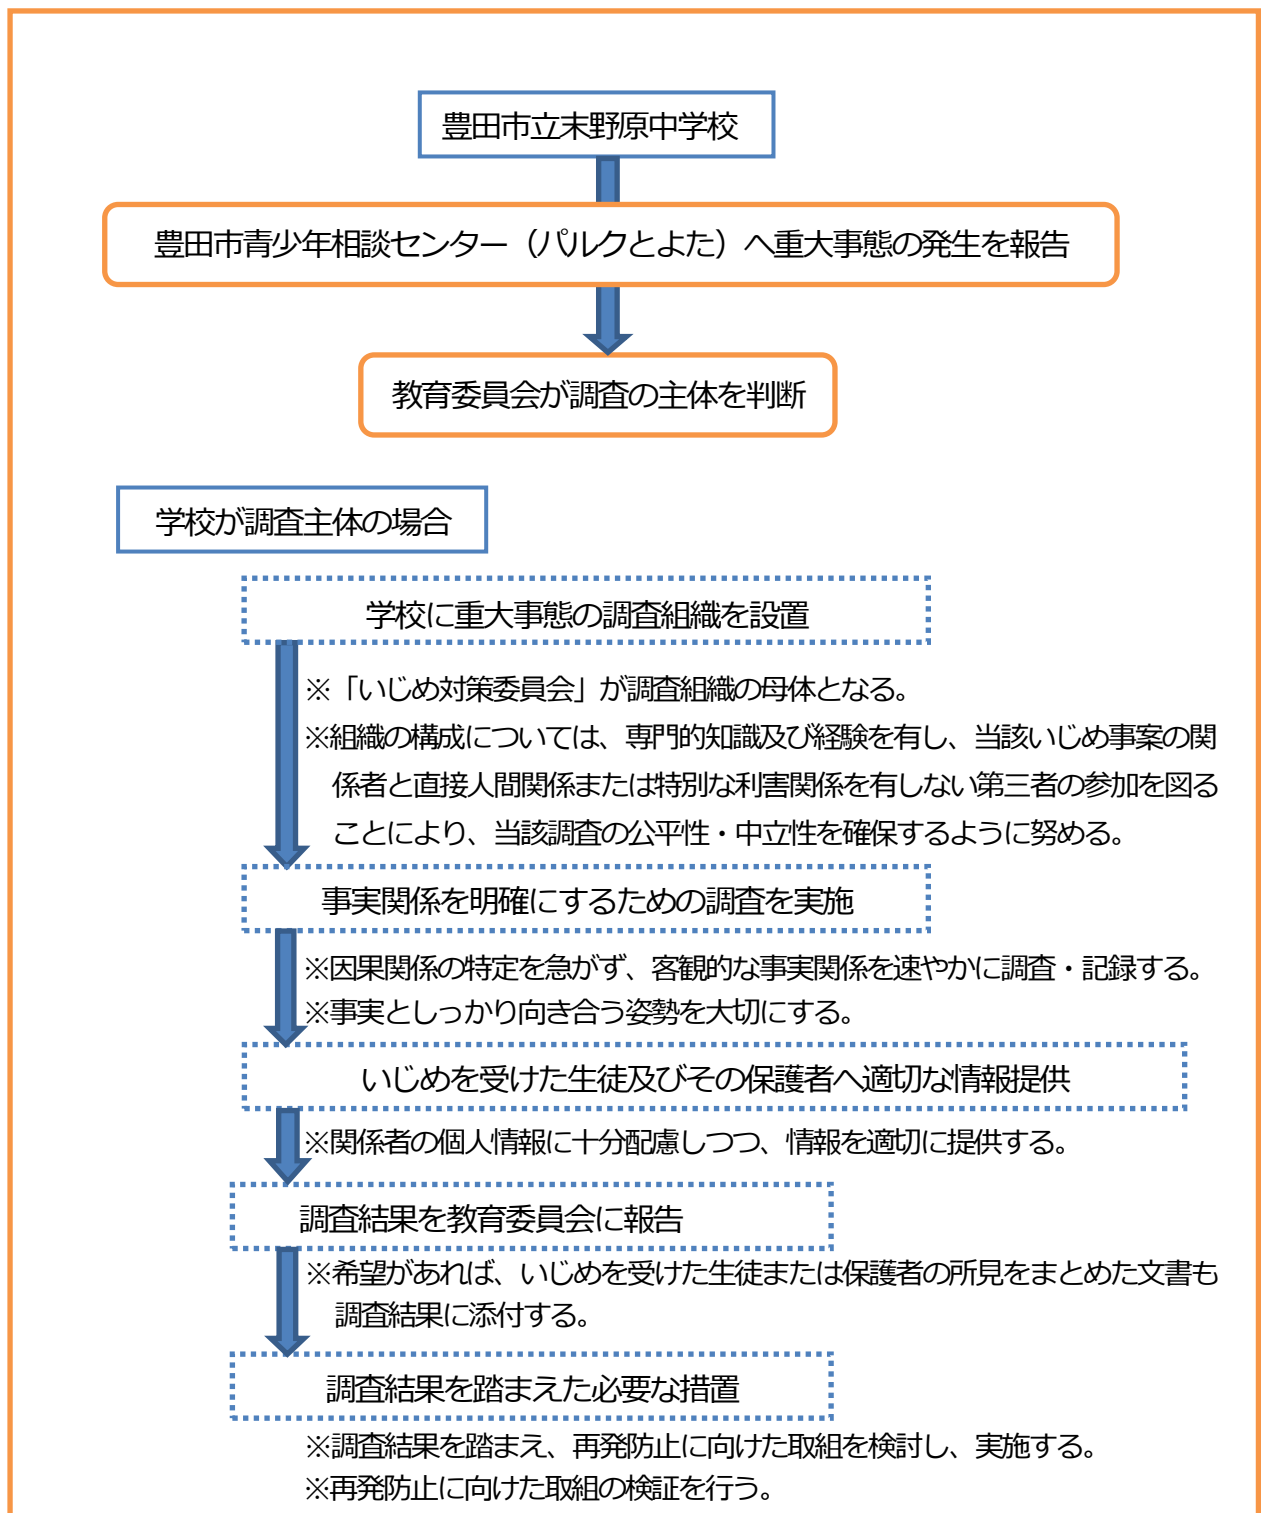 豊田市立末野原中学校
豊田市青少年相談センター（パルクとよた）へ重大事態の発生を報告
教育委員会が調査の主体を判断
学校が調査主体の場合
学校に重大事態の調査組織を設置
※「いじめ対策委員会」が調査組織の母体となる。
※組織の構成については、専門的知識及び経験を有し、当該いじめ事案の関
係者と直接人間関係または特別な利害関係を有しない第三者の参加を図る
ことにより、当該調査の公平性・中立性を確保するように努める。
事実関係を明確にするための調査を実施
※因果関係の特定を急がず、客観的な事実関係を速やかに調査・記録する。
※事実としっかり向き合う姿勢を大切にする。
いじめを受けた生徒及びその保護者へ適切な情報提供
※関係者の個人情報に十分配慮しつつ、情報を適切に提供する。
調査結果を教育委員会に報告
※希望があれば、いじめを受けた生徒または保護者の所見をまとめた文書も
調査結果に添付する。
調査結果を踏まえた必要な措置
※調査結果を踏まえ、再発防止に向けた取組を検討し、実施する。
※再発防止に向けた取組の検証を行う。